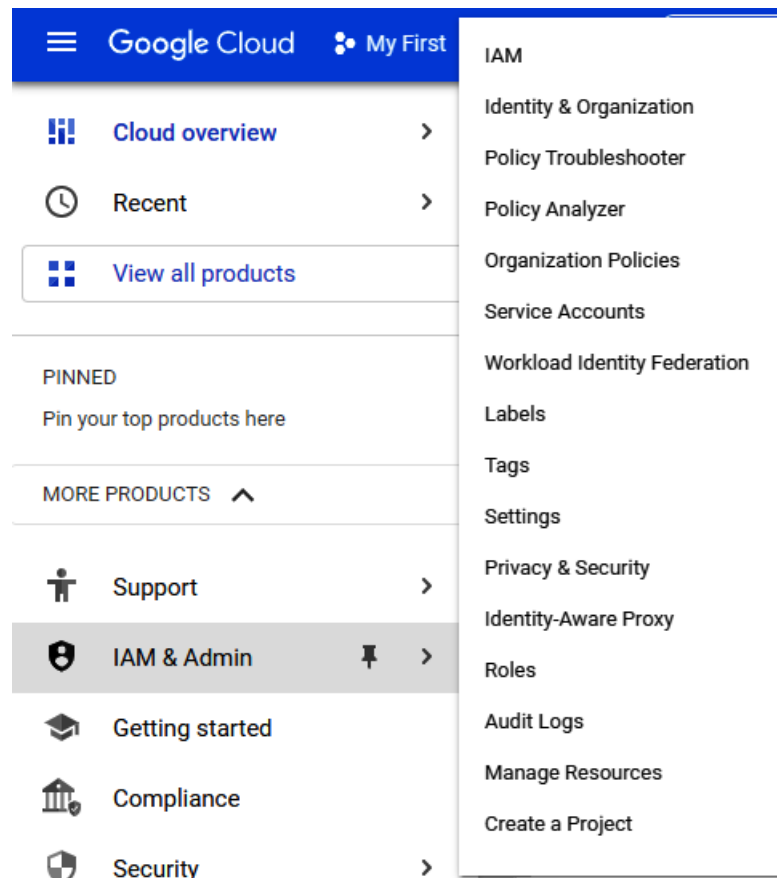 Google Cloud
My First
Cloud overview
Recent
View all products
PINNED
Pin your top products here
MORE PRODUCTS
Support
IAM & Admin
Getting started
Compliance
Security
IAM
Identity & Organization
Policy Troubleshooter
Policy Analyzer
Organization Policies
Service Accounts
Workload Identity Federation
Labels
Tags
Settings
Privacy & Security
Identity-Aware Proxy
Roles
Audit Logs
Manage Resources
Create a Project